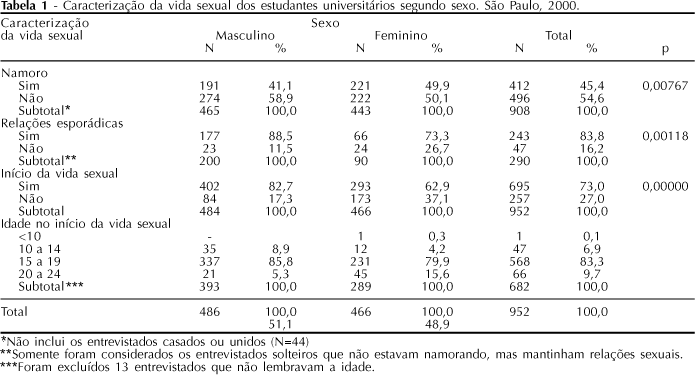 Tabela 1 - Caracterização da vida sexual dos estudantes universitários segundo sexo. São Paulo, 2000.
Caracterização Sexo
da vida sexual Masculino Feminino Total
N % N % N % p
Namoro
Sim 191 41,1 221 49,9 412 45,4 0,00767
Não 274 58,9 222 50,1 496 54,6
Subtotal* 465 100,0 443 100,0 908 100,0
Relações esporádicas
Sim 177 88,5 66 73,3 243 83,8 0,00118
Não 23 11,5 24 26,7 47 16,2
Subtotal** 200 100,0 90 100,0 290 100,0
Início da vida sexual
Sim 402 82,7 293 62,9 695 73,0 0,00000
Não 84 17,3 173 37,1 257 27,0
Subtotal 484 100,0 466 100,0 952 100,0
Idade no início da vida sexual
<10 - 1 0,3 1 0,1
10 a 14 35 8,9 12 4,2 47 6,9
15 a 19 337 85,8 231 79,9 568 83,3
20 a 24 21 5,3 45 15,6 66 9,7
Subtotal*** 393 100,0 289 100,0 682 100,0
Total 486 100,0 466 100,0 952 100,0
51,1 48,9
*Não inclui os entrevistados casados ou unidos (N=44)
**Somente foram considerados os entrevistados solteiros que não estavam namorando, mas mantinham relações sexuais.
***Foram excluídos 13 entrevistados que não lembravam a idade.